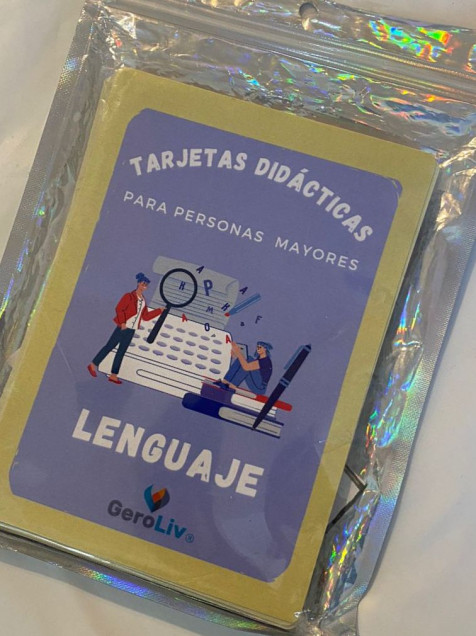 TARJETAS DIDÁCTICAS
PARA PERSONAS MAYORES
LENGUAJE
GeroLiv®